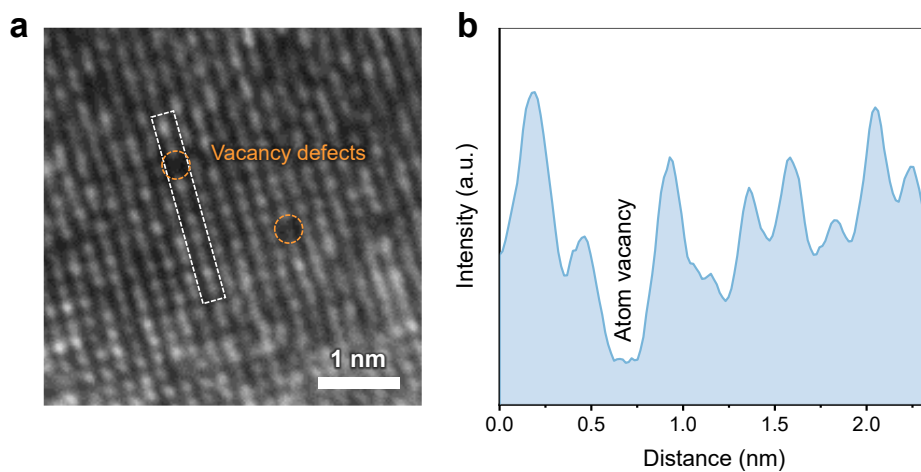 a
Vacancy defects
1 nm
b
Intensity (a.u.)
Atom vacancy
0.0 0.5 1.0 1.5 2.0
Distance (nm)